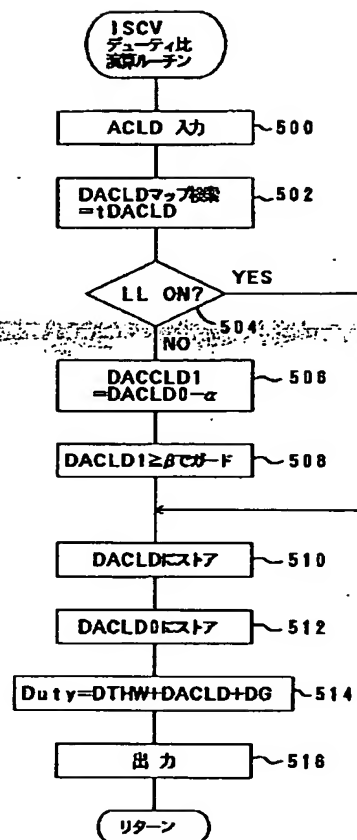 ISCV
デューティ比
演算ルーチン
ACLD 入力
500
DACLDマップ検索
=tDACLD
502
YES
LL ON?
504
NO
DACCLD1
=DACLD0-α
506
DACLD1≥βでガード
508
DACLDにストア
510
DACLD0にストア
512
Duty=DTHW+DACLD+DG
514
出力
516
リターン